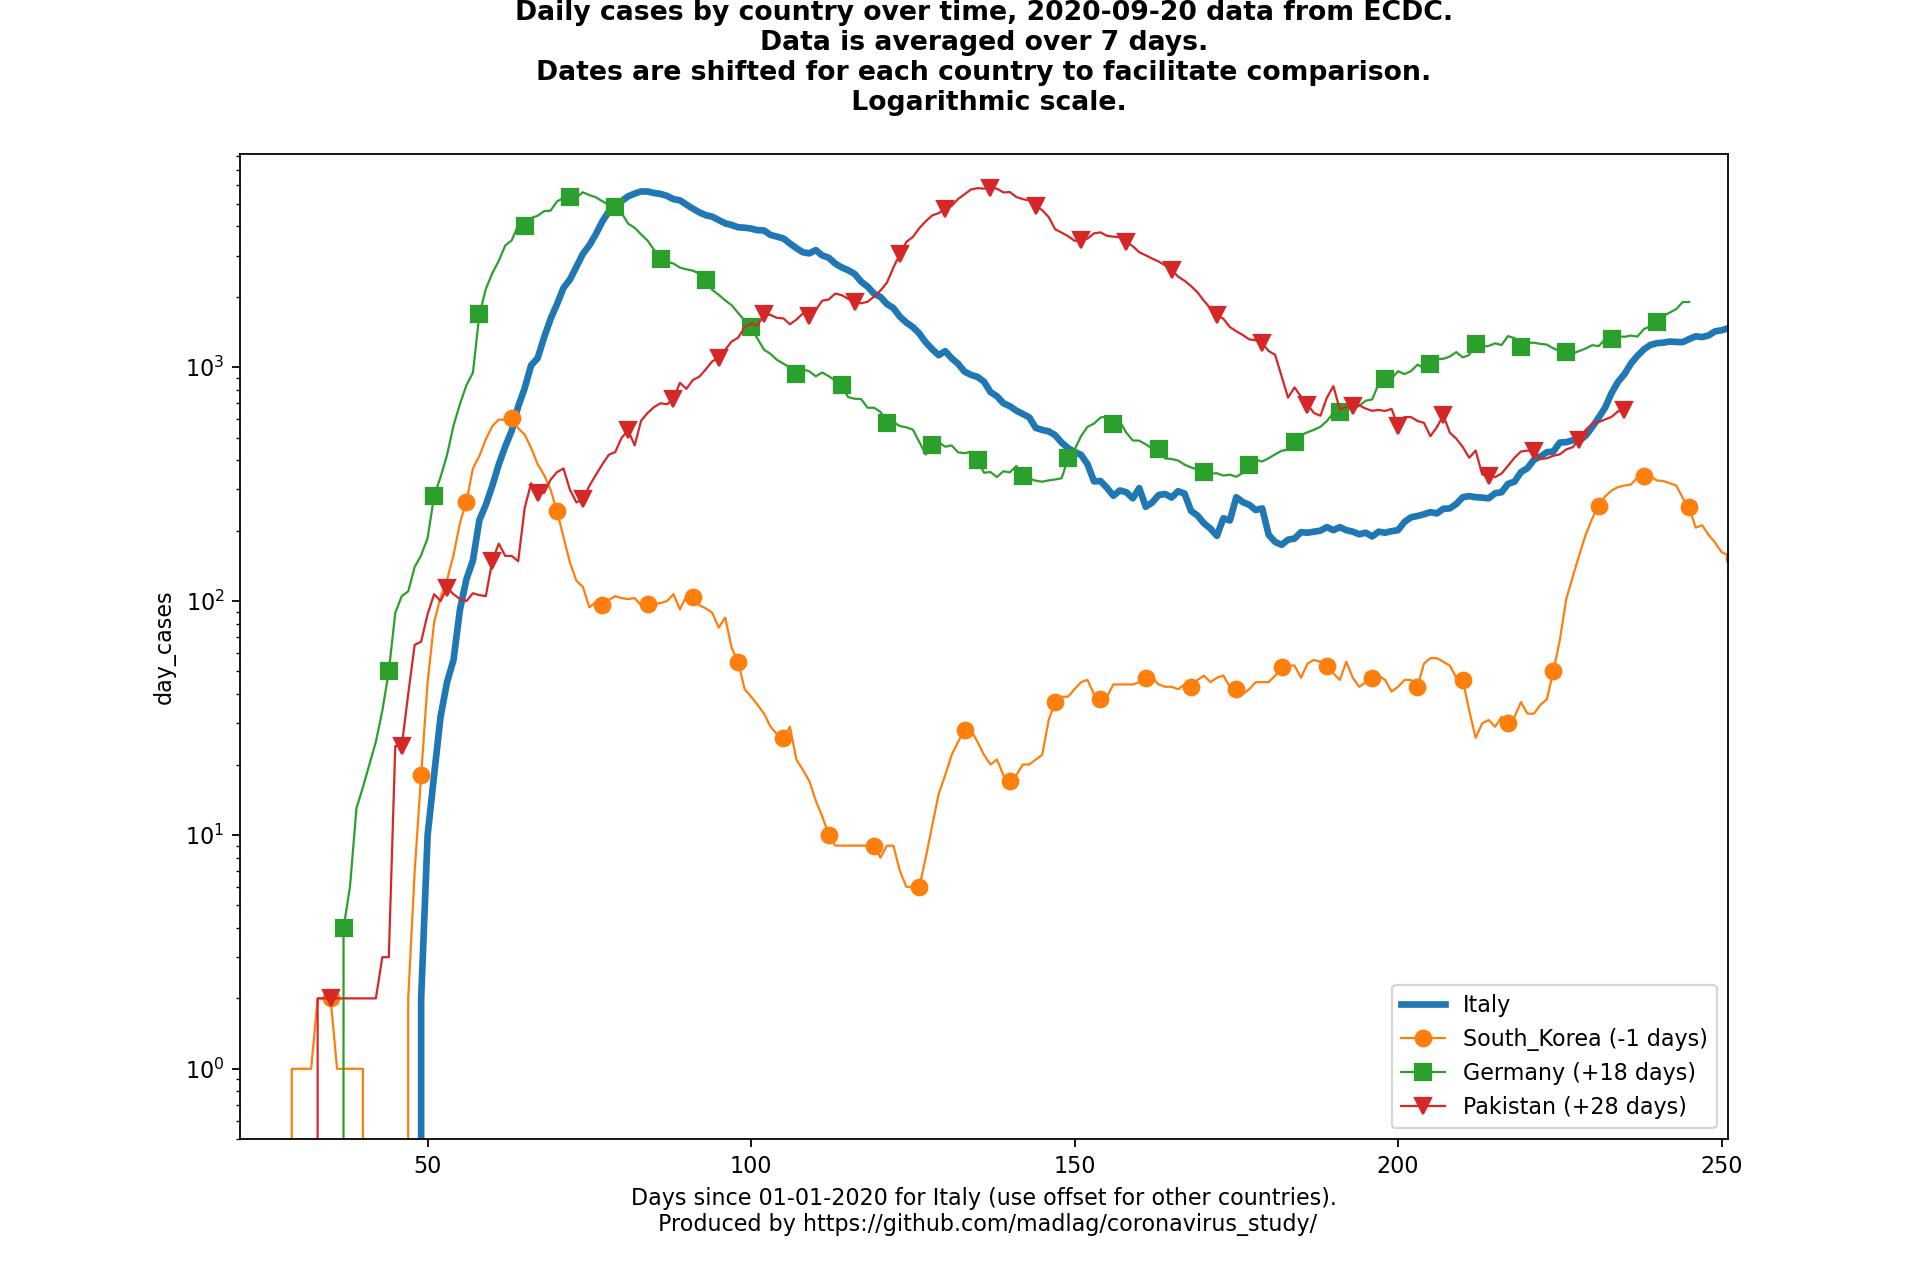 Daily cases by country over time, 2020-09-20 data from ECDC.
Data is averaged over 7 days.
Dates are shifted for each country to facilitate comparison.
Logarithmic scale.
10³
10²
10¹
10⁰
day_cases
Italy
South_Korea (-1 days)
Germany (+18 days)
Pakistan (+28 days)
50 100 150 200 250
Days since 01-01-2020 for Italy (use offset for other countries).
Produced by https://github.com/madlag/coronavirus_study/